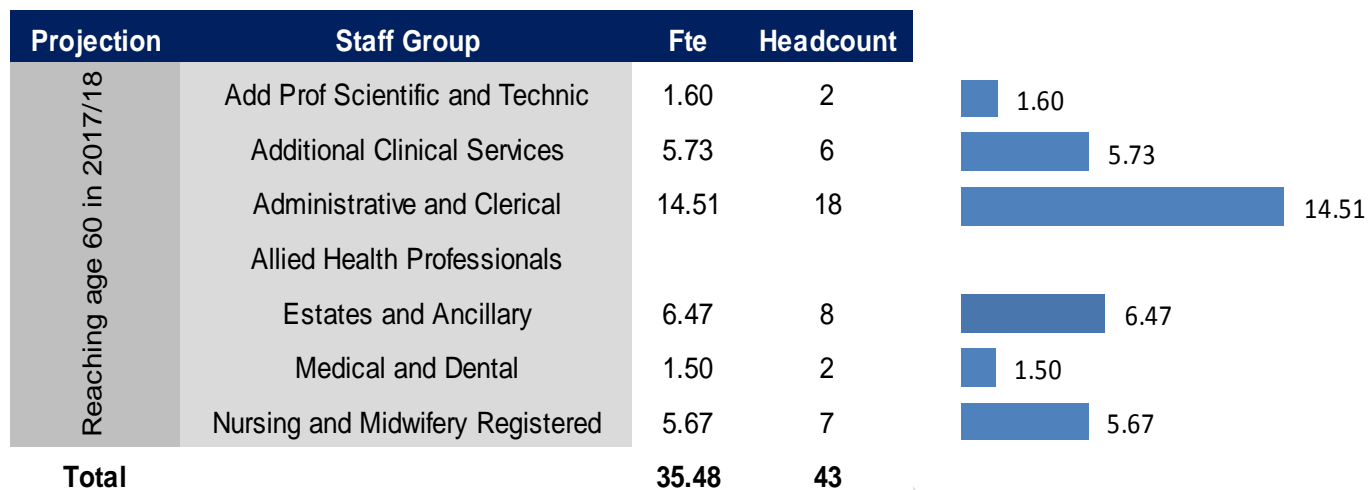 Projection Staff Group Fte Headcount
Reaching age 60 in 2017/18
Add Prof Scientific and Technic 1.60 2 1.60
Additional Clinical Services 5.73 6 5.73
Administrative and Clerical 14.51 18 14.51
Allied Health Professionals
Estates and Ancillary 6.47 8 6.47
Medical and Dental 1.50 2 1.50
Nursing and Midwifery Registered 5.67 7 5.67
Total 35.48 43